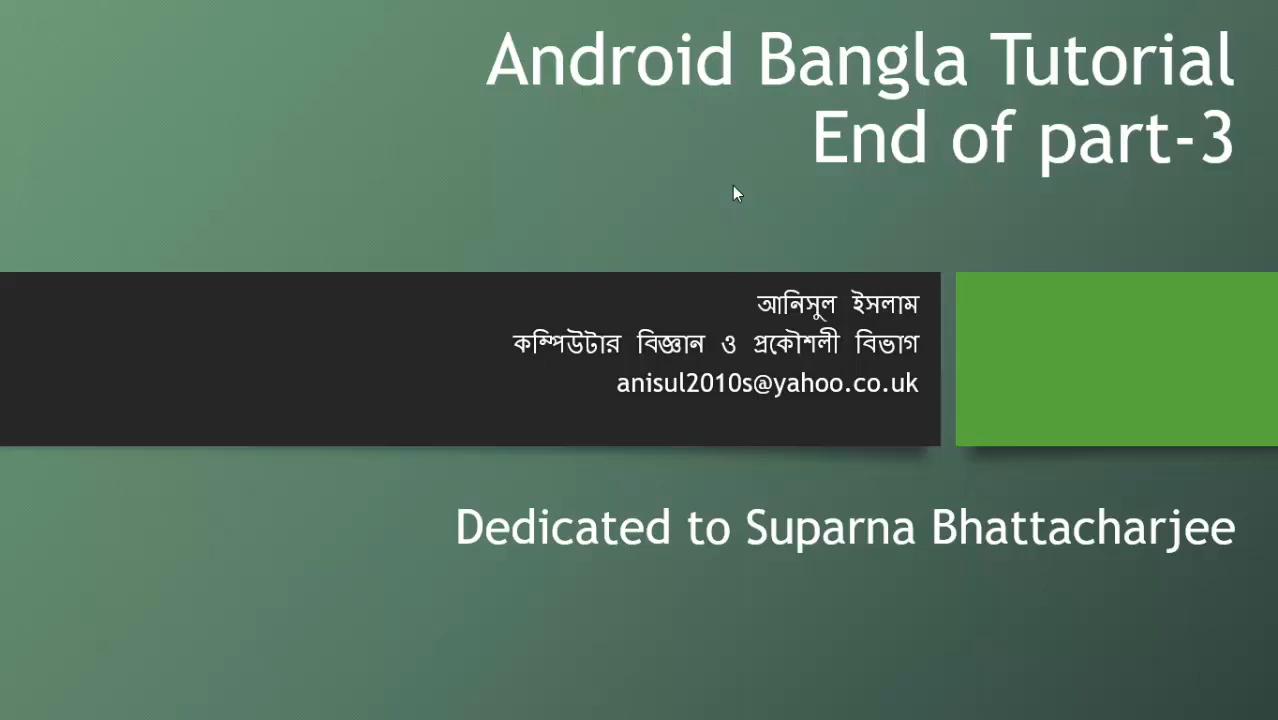 Android Bangla Tutorial
End of part-3
আনিসুল ইসলাম
কম্পিউটার বিজ্ঞান ও প্রকৌশলী বিভাগ
anisul2010s@yahoo.co.uk
Dedicated to Suparna Bhattacharjee